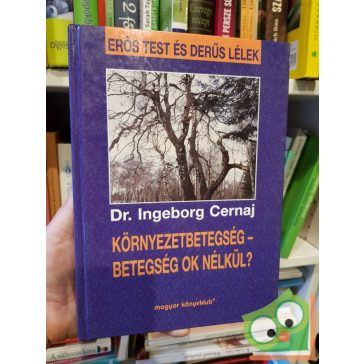 ERŐS TEST ÉS DERŰS LÉLEK
Dr. Ingeborg Cernaj
KÖRNYEZETBETEGSÉG –
BETEGSÉG OK NÉLKÜL?
magyar könyvklub